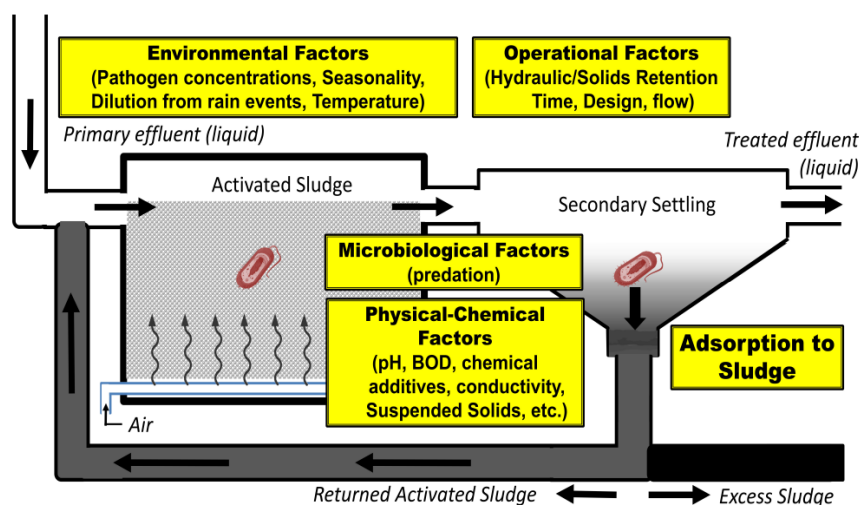 Environmental Factors
(Pathogen concentrations, Seasonality,
Dilution from rain events, Temperature)
Operational Factors
(Hydraulic/Solids Retention
Time, Design, flow)
Primary effluent (liquid)
Treated effluent
(liquid)
Activated Sludge
Secondary Settling
Microbiological Factors
(predation)
Physical-Chemical
Factors
(pH, BOD, chemical
additives, conductivity,
Suspended Solids, etc.)
Adsorption to
Sludge
Air
Returned Activated Sludge
Excess Sludge